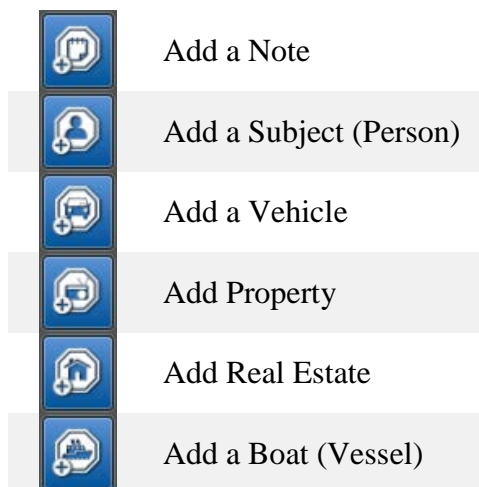 Add a Note
Add a Subject (Person)
Add a Vehicle
Add Property
Add Real Estate
Add a Boat (Vessel)